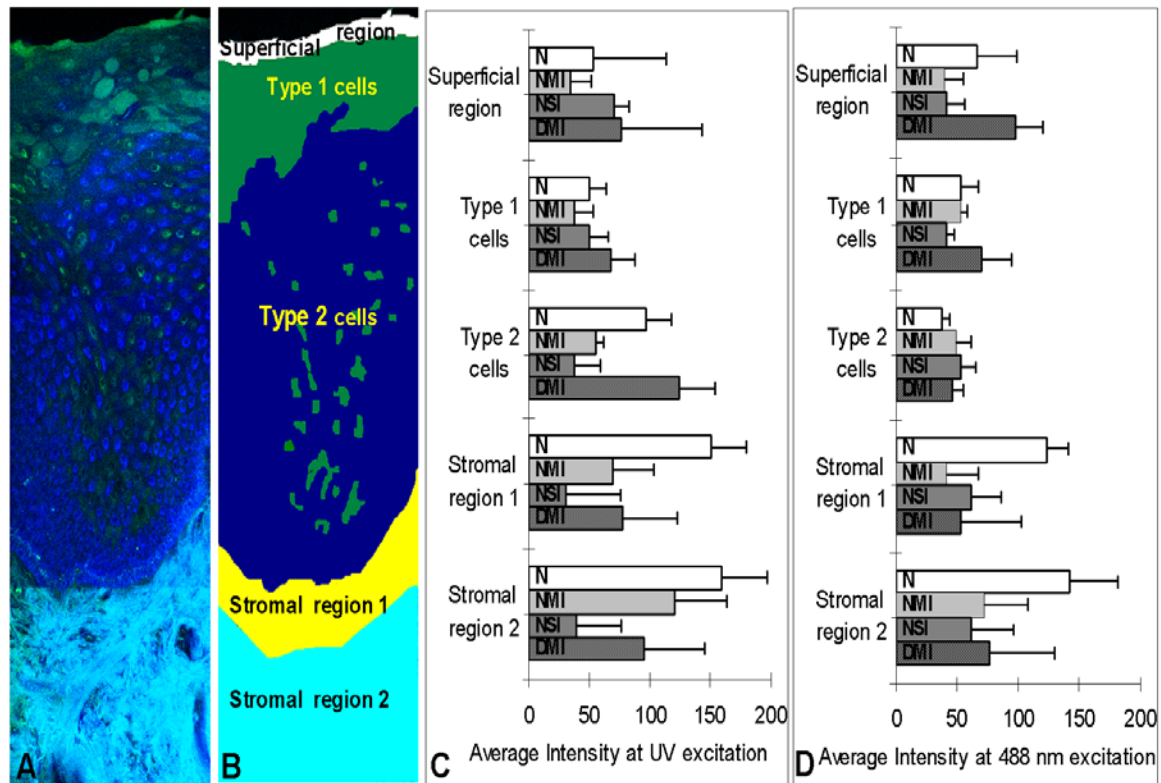 Superficial region
Type 1 cells
Type 2 cells
Stromal region 1
Stromal region 2
A
B
Superficial
region
N
NMI
NSI
DMI
Type 1
cells
N
NMI
NSI
DMI
Type 2
cells
N
NMI
NSI
DMI
Stromal
region 1
N
NMI
NSI
DMI
Stromal
region 2
N
NMI
NSI
DMI
0 50 100 150 200
C Average Intensity at UV excitation
Superficial
region
N
NMI
NSI
DMI
Type 1
cells
N
NMI
NSI
DMI
Type 2
cells
N
NMI
NSI
DMI
Stromal
region 1
N
NMI
NSI
DMI
Stromal
region 2
N
NMI
NSI
DMI
0 50 100 150 200
D Average Intensity at 488 nm excitation